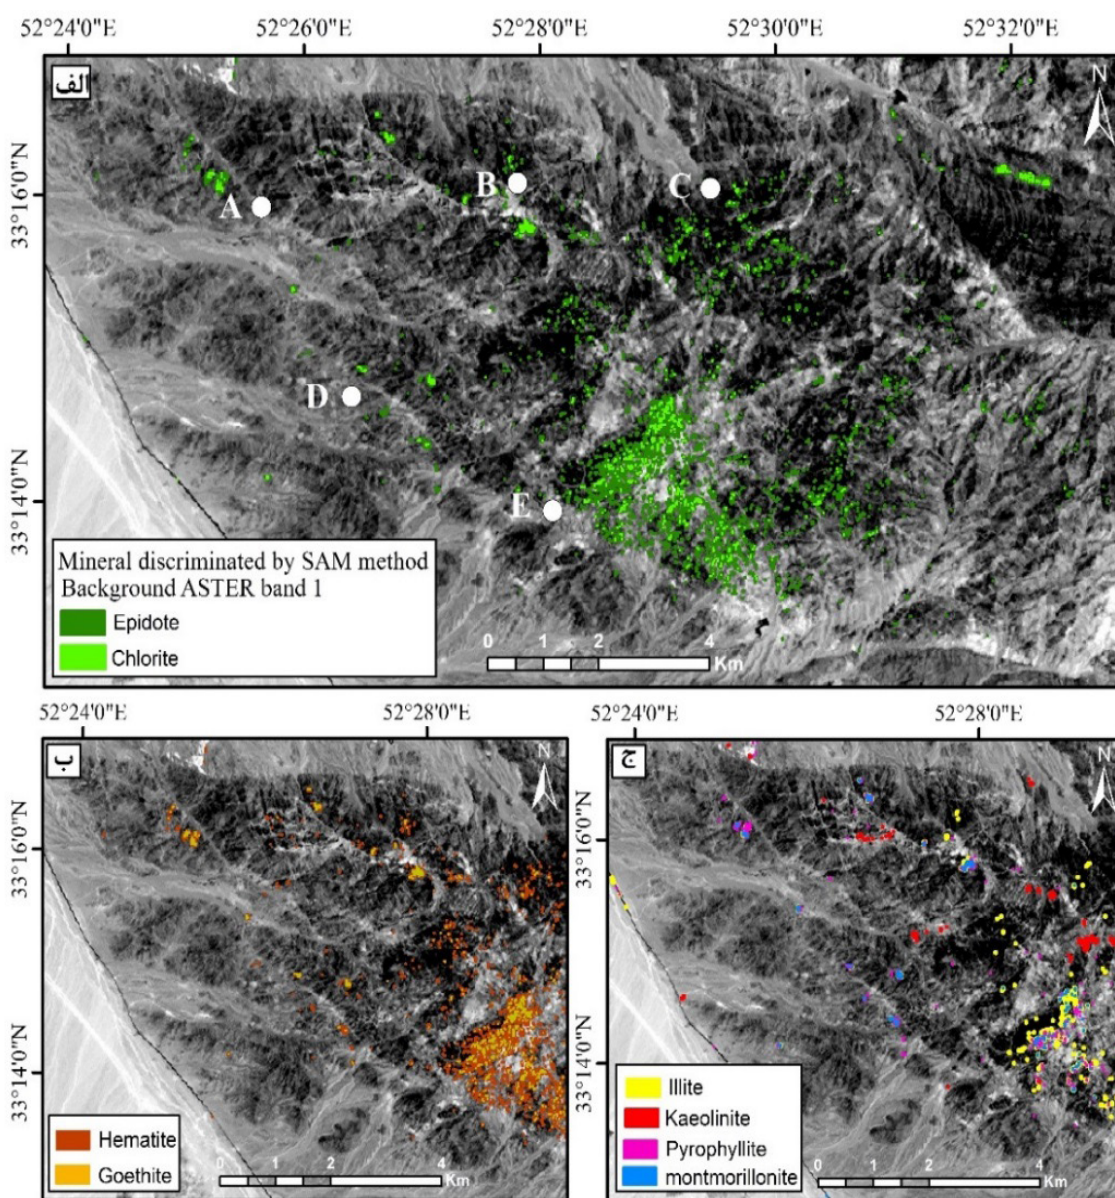 52°24'0"E 52°26'0"E 52°28'0"E 52°30'0"E 52°32'0"E
الف
N
33°16'0"N
33°14'0"N
A
B
C
D
E
Mineral discriminated by SAM method
Background ASTER band 1
Epidote
Chlorite
0 1 2 4
Km
52°24'0"E 52°28'0"E
ب
N
33°16'0"N
33°14'0"N
Hematite
Goethite
0 1 2 4
Km
52°24'0"E 52°28'0"E
ج
N
33°16'0"N
33°14'0"N
Illite
Kaeolinite
Pyrophyllite
montmorillonite
0 1 2 4
Km